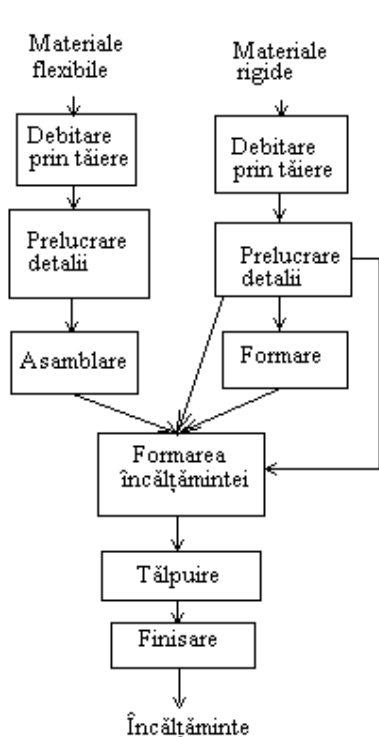 Materiale
flexibile
Materiale
rigide
Debitare
prin tăiere
Debitare
prin tăiere
Prelucrare
detalii
Prelucrare
detalii
Asamblare
Formare
Formarea
încălțămintei
Tălpuire
Finisare
Încălțăminte